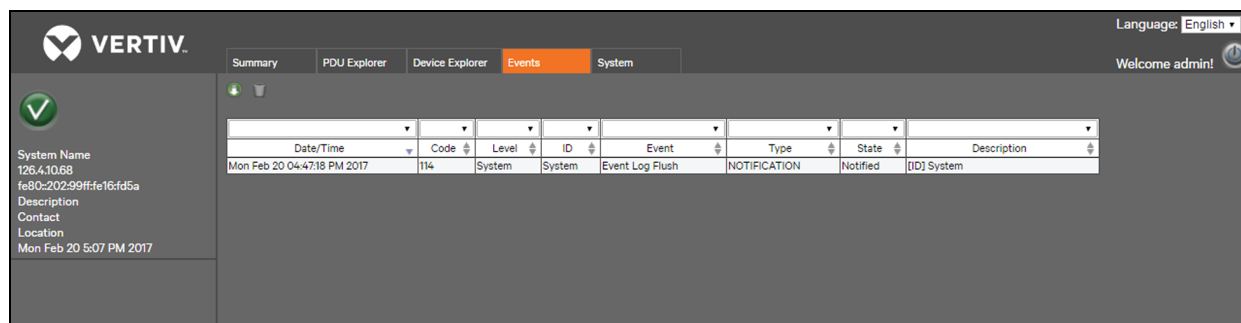 VERTIV™
Language: English
Welcome admin!
Summary PDU Explorer Device Explorer Events System
System Name
126.4.10.68
fe80::202:99ff:fe16:fd5a
Description
Contact
Location
Mon Feb 20 5:07 PM 2017
Date/Time Code Level ID Event Type State Description
Mon Feb 20 04:47:18 PM 2017 114 System System Event Log Flush NOTIFICATION Notified [ID] System